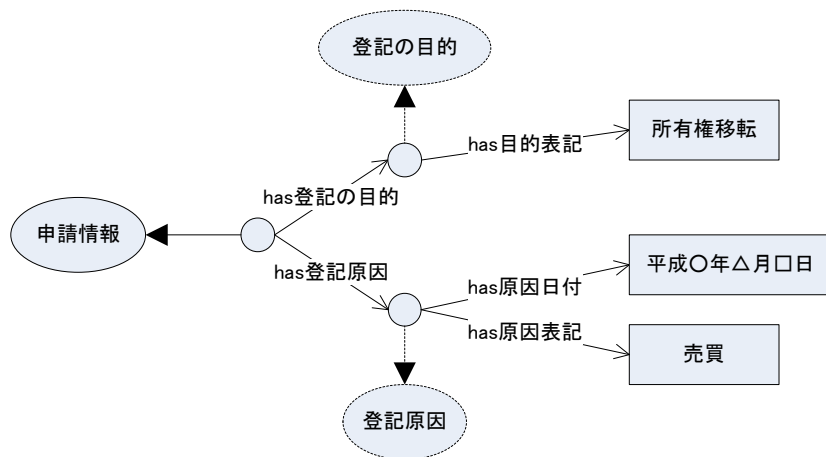 登記の目的
所有権移転
has目的表記
has登記の目的
申請情報
has登記原因
has原因日付
平成〇年△月□日
has原因表記
売買
登記原因